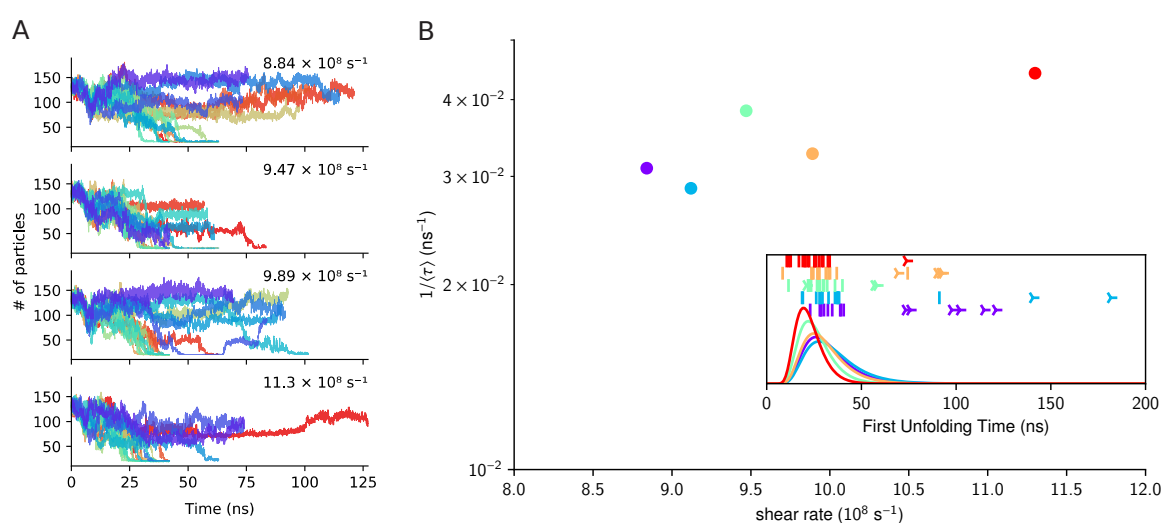 A
8.84 × 10⁸ s⁻¹
150
100
50
9.47 × 10⁸ s⁻¹
150
100
50
# of particles
9.89 × 10⁸ s⁻¹
150
100
50
11.3 × 10⁸ s⁻¹
150
100
50
0 25 50 75 100 125
Time (ns)
B
4 × 10⁻²
3 × 10⁻²
2 × 10⁻²
10⁻²
1/⟨τ⟩ (ns⁻¹)
0 50 100 150 200
First Unfolding Time (ns)
8.0 8.5 9.0 9.5 10.0 10.5 11.0 11.5 12.0
shear rate (10⁸ s⁻¹)